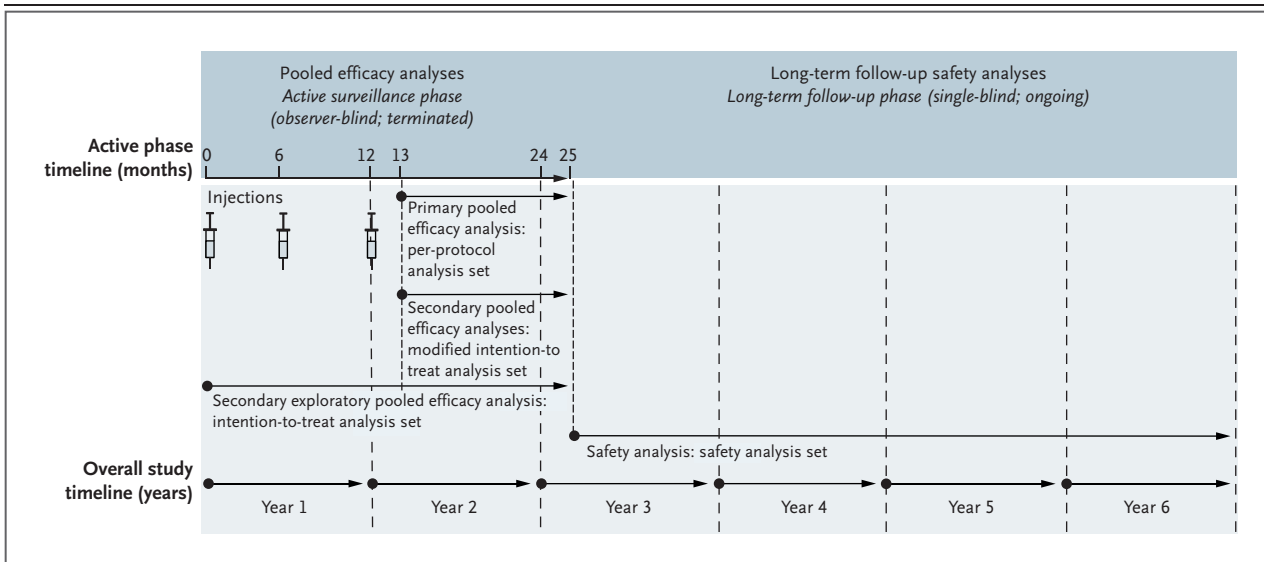 Pooled efficacy analyses
Active surveillance phase
(observer-blind; terminated)
Long-term follow-up safety analyses
Long-term follow-up phase (single-blind; ongoing)
Active phase
timeline (months)
0 6 12 13 24 25
Injections
Primary pooled
efficacy analysis:
per-protocol
analysis set
Secondary pooled
efficacy analyses:
modified intention-to
treat analysis set
Secondary exploratory pooled efficacy analysis:
intention-to-treat analysis set
Safety analysis: safety analysis set
Overall study
timeline (years)
Year 1 Year 2 Year 3 Year 4 Year 5 Year 6